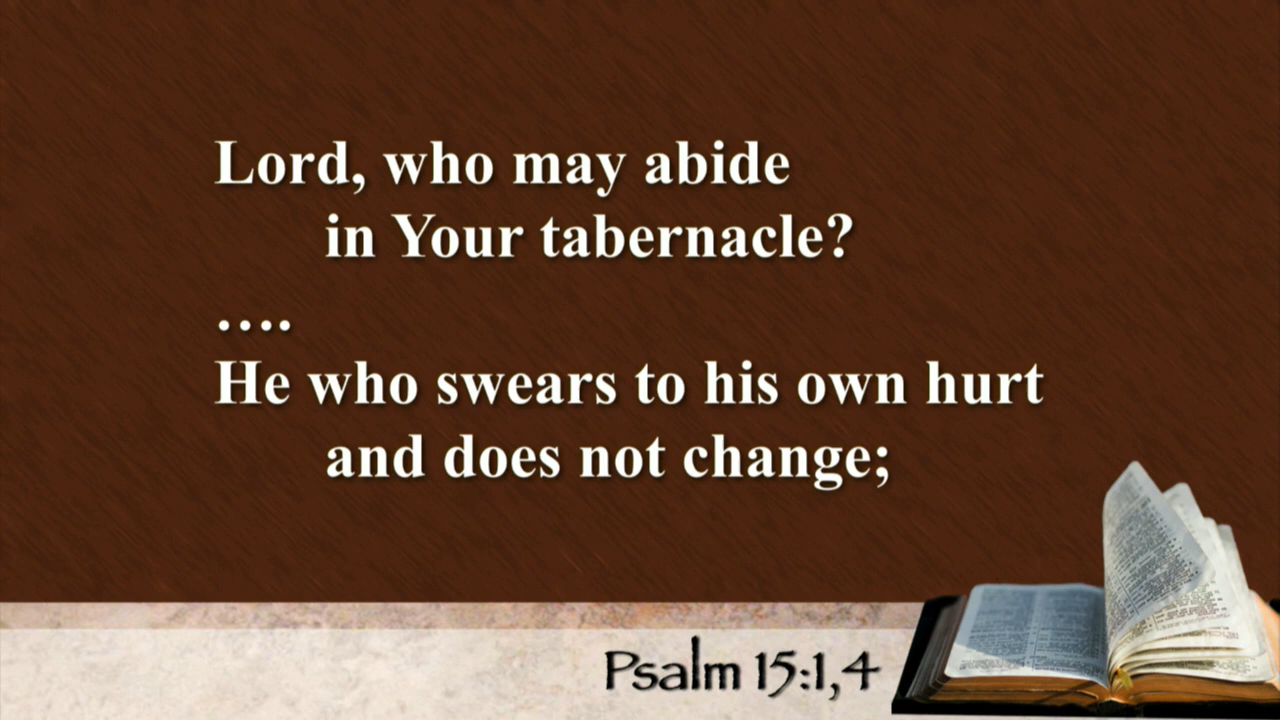 Lord, who may abide
in Your tabernacle?
....
He who swears to his own hurt
and does not change;
Psalm 15:1,4